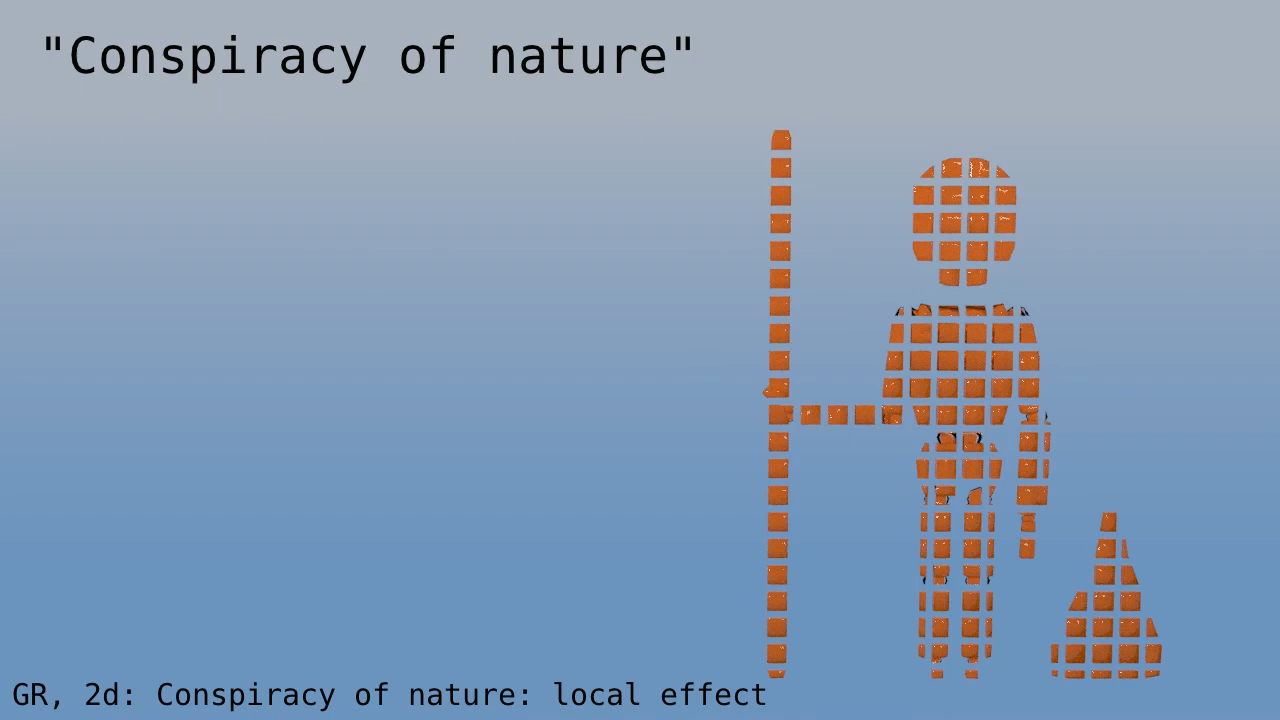 "Conspiracy of nature"
GR, 2d: Conspiracy of nature: local effect